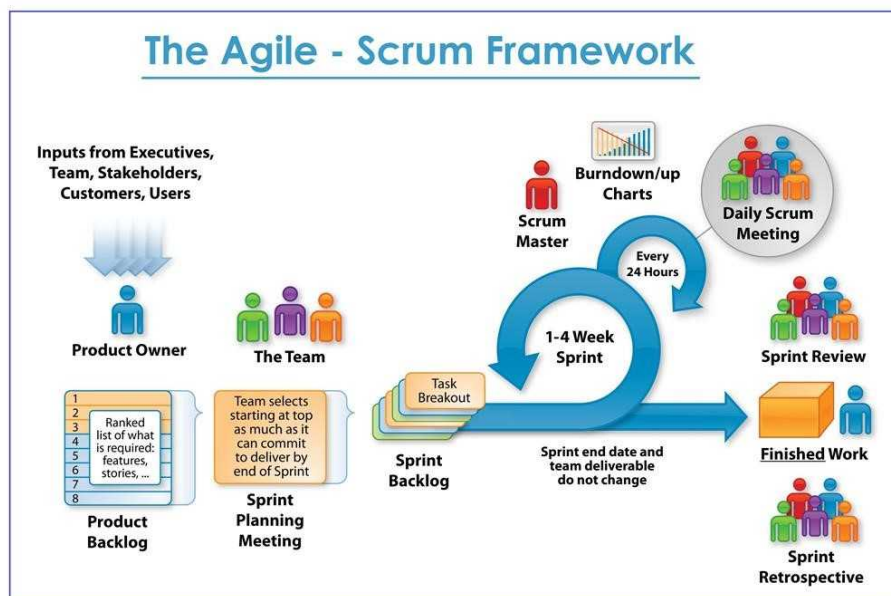 The Agile - Scrum Framework
Inputs from Executives,
Team, Stakeholders,
Customers, Users
Product Owner
The Team
1
2
3
4
5
6
7
8
Ranked
list of what
is required:
features,
stories, ...
Product
Backlog
Team selects
starting at top
as much as it
can commit
to deliver by
end of Sprint
Sprint
Planning
Meeting
Task
Breakout
Sprint
Backlog
Scrum
Master
Burndown/up
Charts
Every
24 Hours
1-4 Week
Sprint
Sprint end date and
team deliverable
do not change
Daily Scrum
Meeting
Sprint Review
Finished Work
Sprint
Retrospective